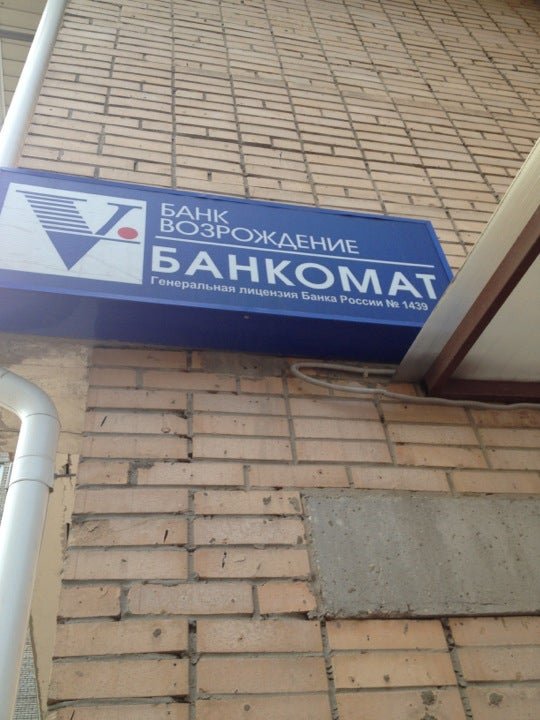 БАНК
ВОЗРОЖДЕНИЕ
БАНКОМАТ
Генеральная лицензия Банка России № 1439